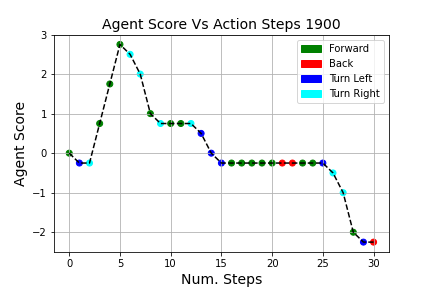 Agent Score Vs Action Steps 1900
Agent Score
3
2
1
0
−1
−2
Forward
Back
Turn Left
Turn Right
0 5 10 15 20 25 30
Num. Steps